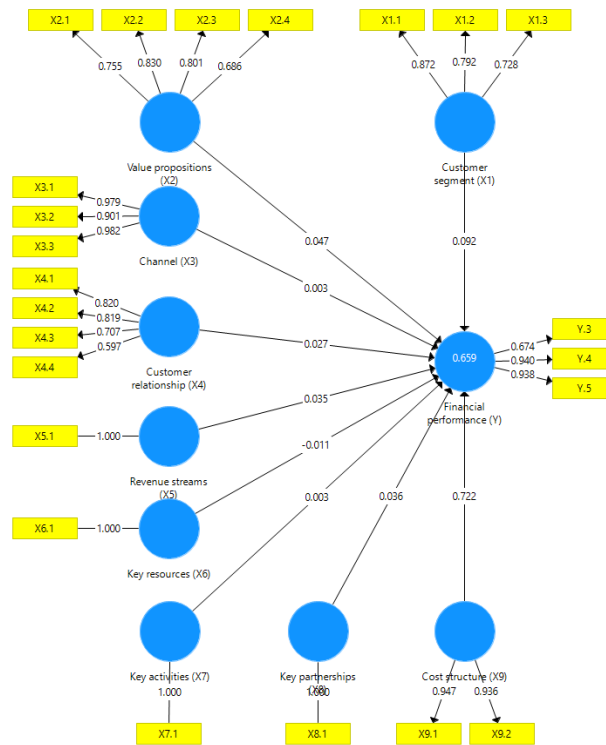 X2.1
X2.2
X2.3
X2.4
X1.1
X1.2
X1.3
0.755
0.830
0.801
0.686
0.872
0.792
0.728
Value propositions
(X2)
Customer
segment (X1)
X3.1
X3.2
X3.3
0.979
0.901
0.982
Channel (X3)
0.047
0.092
0.003
X4.1
X4.2
X4.3
X4.4
0.820
0.819
0.707
0.597
Customer
relationship (X4)
0.027
0.659
Financial
performance (Y)
0.674
0.940
0.938
Y.3
Y.4
Y.5
X5.1
1.000
Revenue streams
(X5)
0.035
-0.011
X6.1
1.000
Key resources (X6)
0.003
0.036
0.722
Key activities (X7)
1.000
X7.1
Key partnerships
(X8)
1.000
X8.1
Cost structure (X9)
0.947
0.936
X9.1
X9.2